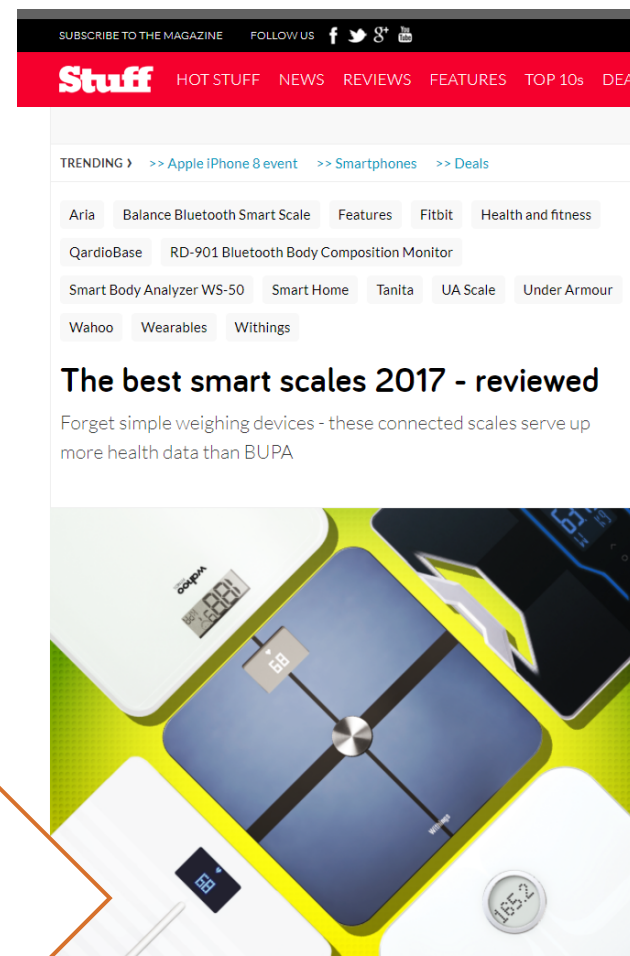 SUBSCRIBE TO THE MAGAZINE FOLLOW US
Stuff HOT STUFF NEWS REVIEWS FEATURES TOP 10s DEA
TRENDING >> Apple iPhone 8 event >> Smartphones >> Deals
Aria Balance Bluetooth Smart Scale Features Fitbit Health and fitness
QardioBase RD-901 Bluetooth Body Composition Monitor
Smart Body Analyzer WS-50 Smart Home Tanita UA Scale Under Armour
Wahoo Wearables Withings
The best smart scales 2017 - reviewed
Forget simple weighing devices - these connected scales serve up
more health data than BUPA
wahoo
68
Withings
68
165.2